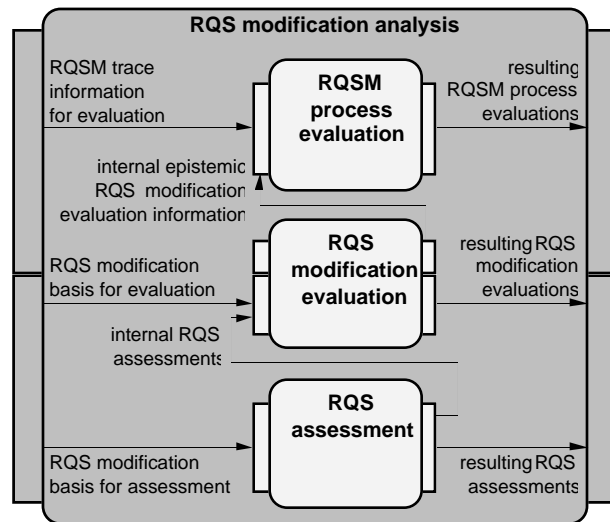 RQS modification analysis
RQSM trace
information
for evaluation
RQSM
process
evaluation
resulting
RQSM process
evaluations
internal epistemic
RQS modification
evaluation information
RQS modification
basis for evaluation
RQS
modification
evaluation
resulting RQS
modification
evaluations
internal RQS
assessments
RQS
assessment
RQS modification
basis for assessment
resulting RQS
assessments